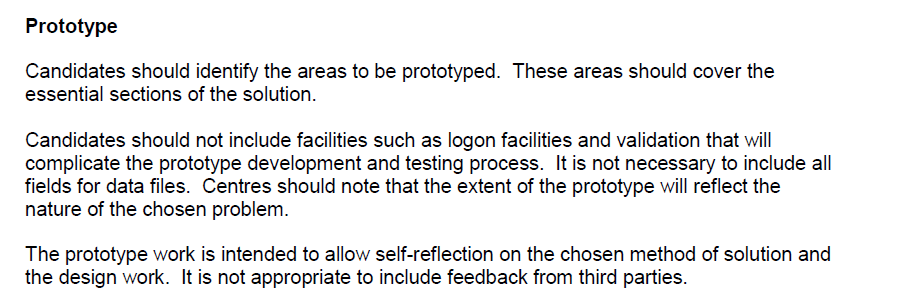 Prototype
Candidates should identify the areas to be prototyped.  These areas should cover the
essential sections of the solution.
Candidates should not include facilities such as logon facilities and validation that will
complicate the prototype development and testing process.  It is not necessary to include all
fields for data files.  Centres should note that the extent of the prototype will reflect the
nature of the chosen problem.
The prototype work is intended to allow self-reflection on the chosen method of solution and
the design work.  It is not appropriate to include feedback from third parties.